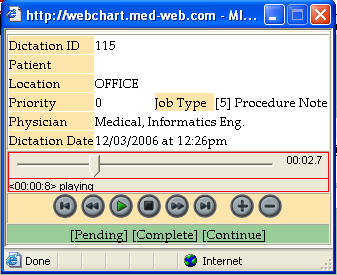 http://webchart.med-web.com - MI...
Dictation ID 115
Patient
Location OFFICE
Priority 0 Job Type [5] Procedure Note
Physician Medical, Informatics Eng.
Dictation Date 12/03/2006 at 12:26pm
00:02.7
<00:00:8> playing
[Pending] [Complete] [Continue]
Done Internet